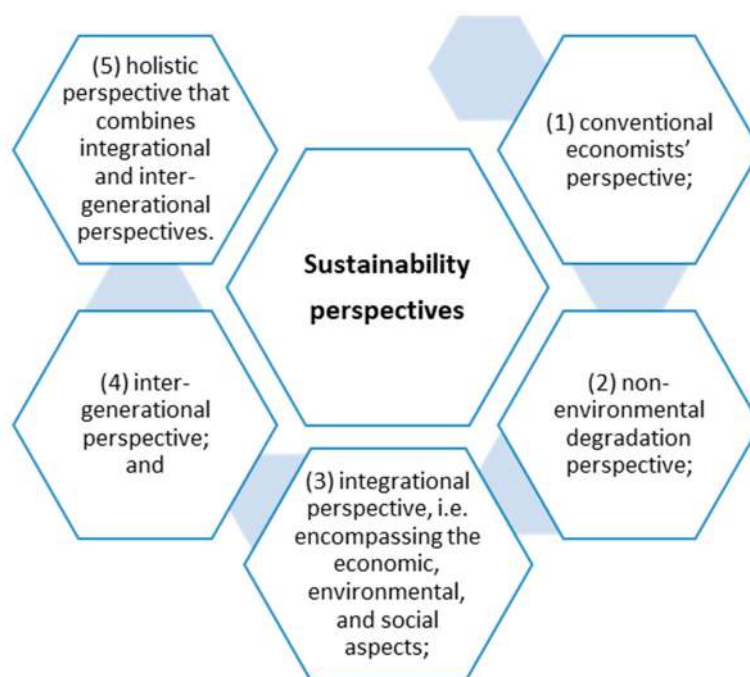 Sustainability
perspectives
(1) conventional
economists’
perspective;
(2) non-
environmental
degradation
perspective;
(3) integrational
perspective, i.e.
encompassing the
economic,
environmental,
and social
aspects;
(4) inter-
generational
perspective;
and
(5) holistic
perspective that
combines
integrational
and inter-
generational
perspectives.